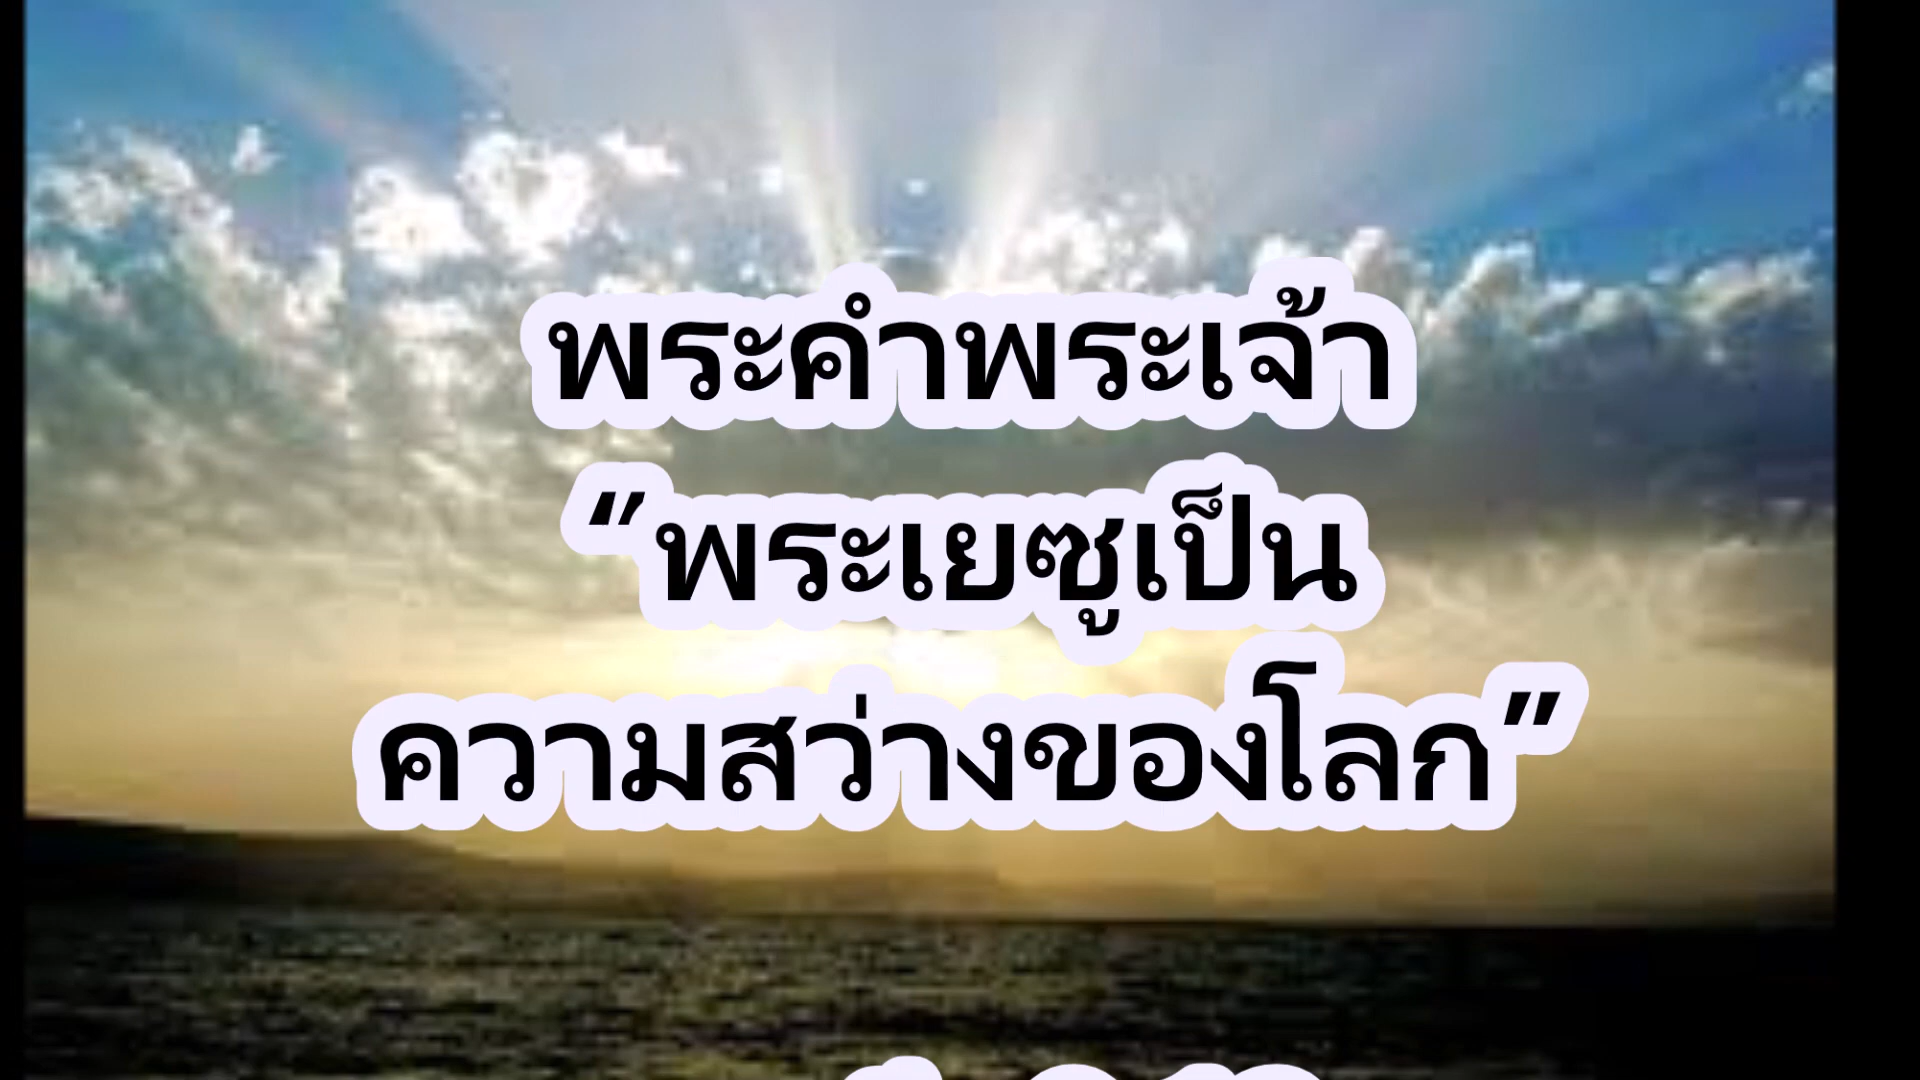 พระคำพระเจ้า
“พระเยซูเป็น
ความสว่างของโลก”